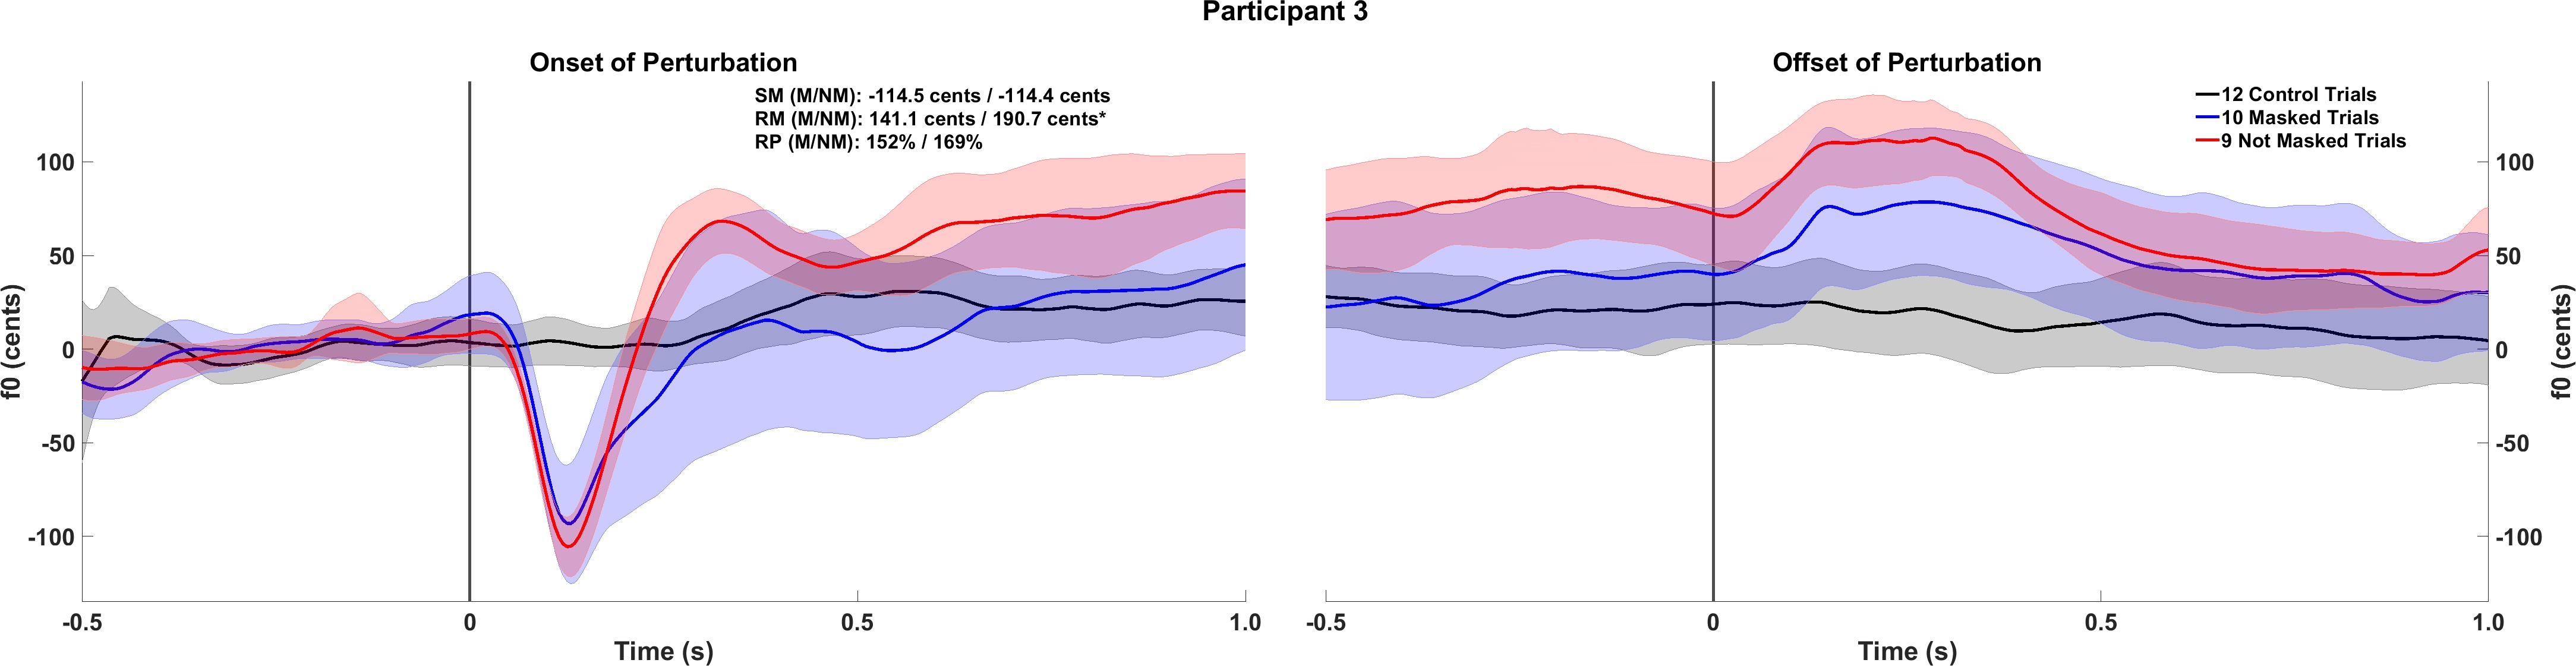 Participant 3
Onset of Perturbation
SM (M/NM): -114.5 cents / -114.4 cents
RM (M/NM): 141.1 cents / 190.7 cents*
RP (M/NM): 152% / 169%
f0 (cents)
100
50
0
-50
-100
-0.5
0
0.5
1.0
Time (s)
Offset of Perturbation
12 Control Trials
10 Masked Trials
9 Not Masked Trials
100
50
0
-50
-100
f0 (cents)
-0.5
0
0.5
1.0
Time (s)